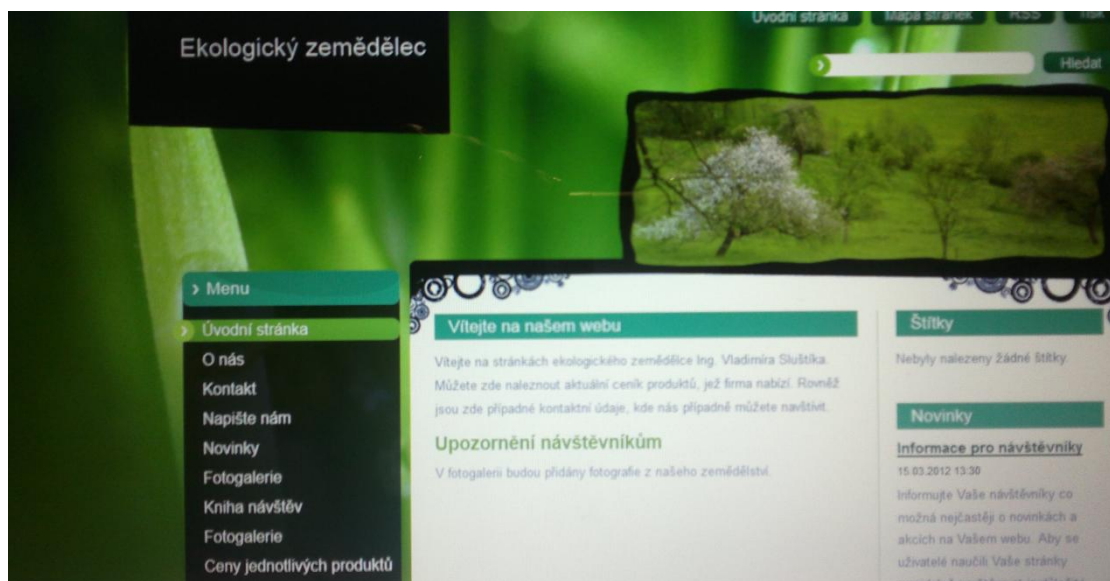 Úvodní stránka
Mapa stránek
RSS
Tisk
Ekologický zemědělec
Hledat
Menu
Úvodní stránka
O nás
Kontakt
Napište nám
Novinky
Fotogalerie
Kniha návštěv
Fotogalerie
Ceny jednotlivých produktů
Vítejte na našem webu
Vítejte na stránkách ekologického zemědělce Ing. Vladimíra Sluštíka.
Můžete zde naleznout aktuální ceník produktů, jež firma nabízí. Rovněž
jsou zde případné kontaktní údaje, kde nás případně můžete navštívit.
Upozornění návštěvníkům
V fotogalerii budou přidány fotografie z našeho zemědělství.
Štítky
Nebyly nalezeny žádné štítky.
Novinky
Informace pro návštěvníky
15.03.2012 13:30
Informujte Vaše návštěvníky co
možná nejčastěji o novinkách a
akcích na Vašem webu. Aby se
uživatelé naučili Vaše stránky